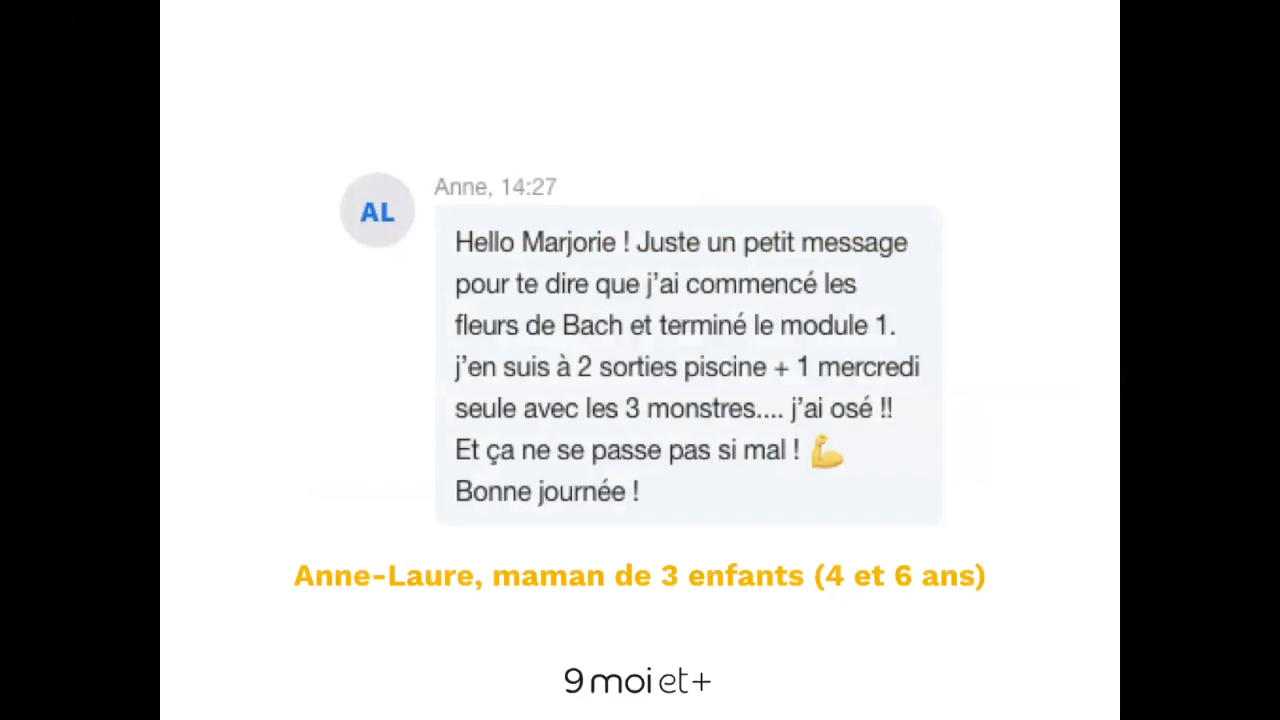 AL
Anne, 14:27
Hello Marjorie ! Juste un petit message
pour te dire que j'ai commencé les
fleurs de Bach et terminé le module 1.
j'en suis à 2 sorties piscine + 1 mercredi
seule avec les 3 monstres.... j'ai osé !!
Et ça ne se passe pas si mal ! 💪
Bonne journée !
Anne-Laure, maman de 3 enfants (4 et 6 ans)
9 moi et+